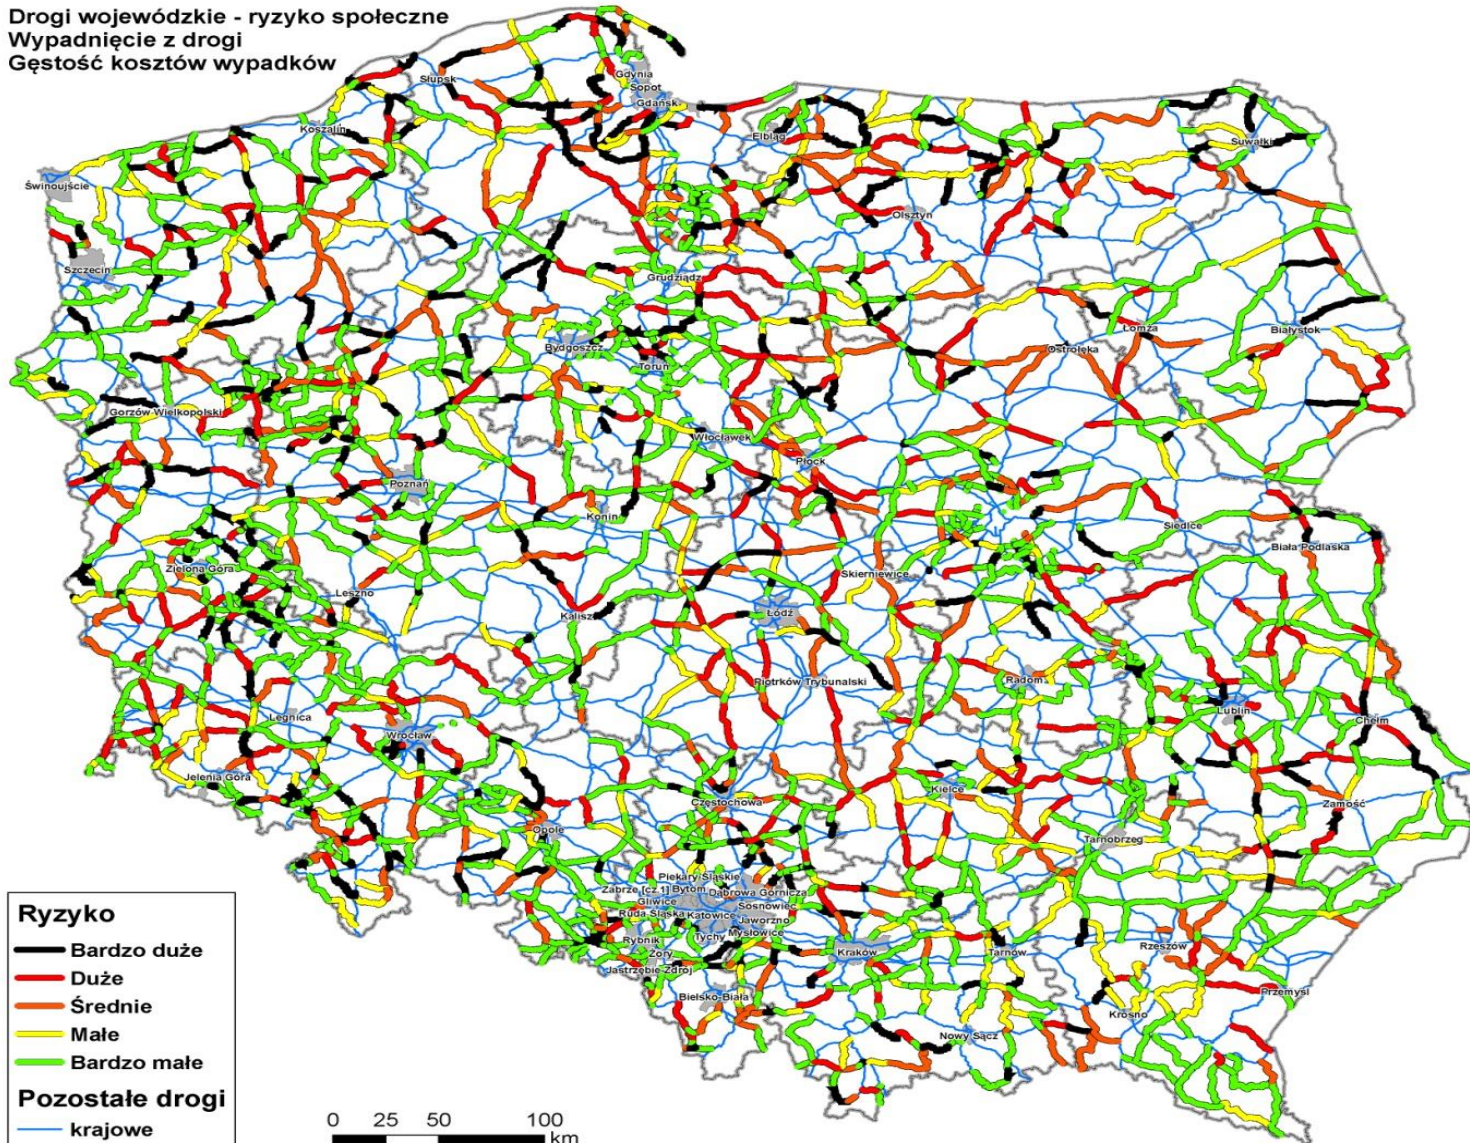 Drogi wojewódzkie - ryzyko społeczne
Wypadnięcie z drogi
Gęstość kosztów wypadków
Słupsk
Gdynia
Sopot
Gdańsk
Koszalin
Elbląg
Suwałki
Świnoujście
Olsztyn
Szczecin
Grudziądz
Łomża
Białystok
Bydgoszcz
Ostrołęka
Toruń
Gorzów Wielkopolski
Włocławek
Płock
Poznań
Konin
Siedlce
Biała Podlaska
Zielona Góra
Skierniewice
Leszno
Kalisz
Łódź
Piotrków Trybunalski
Radom
Lublin
Legnica
Chełm
Wrocław
Jelenia Góra
Kielce
Częstochowa
Zamość
Opole
Tarnobrzeg
Piekary Śląskie
Zabrze [cz.1] Bytom Dąbrowa Górnicza
Gliwice Sosnowiec
Ruda Śląska Katowice Jaworzno
Tychy Mysłowice
Rybnik
Żory
Jastrzębie Zdrój
Kraków
Tarnów
Rzeszów
Bielsko-Biała
Przemyśl
Krosno
Nowy Sącz
Ryzyko
Bardzo duże
Duże
Średnie
Małe
Bardzo małe
Pozostałe drogi
krajowe
0 25 50 100
km